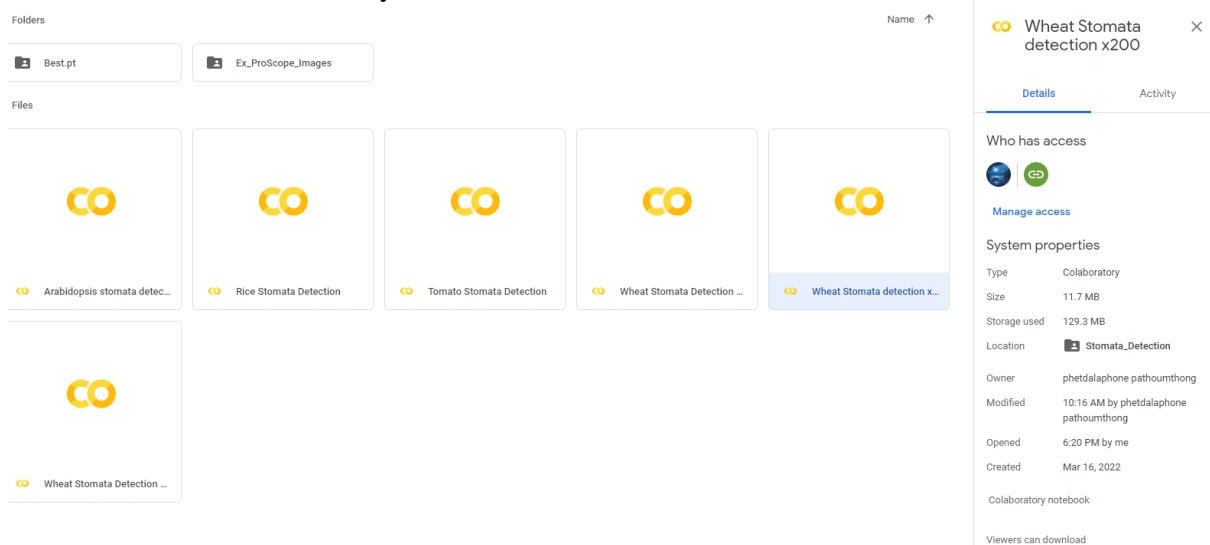 Folders
Name ↑
Best.pt
Ex_ProScope_Images
Files
Arabidopsis stomata detec...
Rice Stomata Detection
Tomato Stomata Detection
Wheat Stomata Detection ...
Wheat Stomata detection x...
Wheat Stomata Detection ...
Wheat Stomata
detection x200
Details
Activity
Who has access
Manage access
System properties
Type Colaboratory
Size 11.7 MB
Storage used 129.3 MB
Location Stomata_Detection
Owner phetdalaphone pathoumthong
Modified 10:16 AM by phetdalaphone
pathoumthong
Opened 6:20 PM by me
Created Mar 16, 2022
Colaboratory notebook
Viewers can download